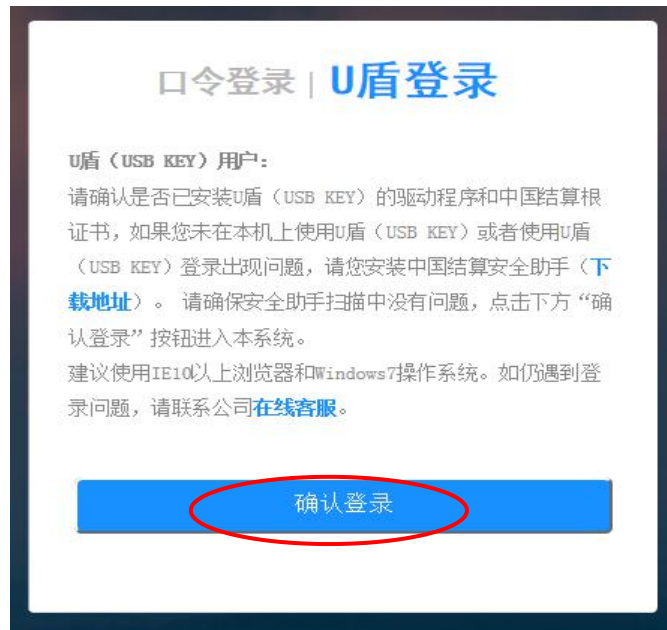 口令登录 | U盾登录
U盾（USB KEY）用户：
请确认是否已安装U盾（USB KEY）的驱动程序和中国结算根
证书，如果您未在本机上使用U盾（USB KEY）或者使用U盾
（USB KEY）登录出现问题，请您安装中国结算安全助手（下
载地址）。 请确保安全助手扫描中没有问题，点击下方“确
认登录”按钮进入本系统。
建议使用IE10以上浏览器和Windows7操作系统。如仍遇到登
录问题，请联系公司在线客服。
确认登录